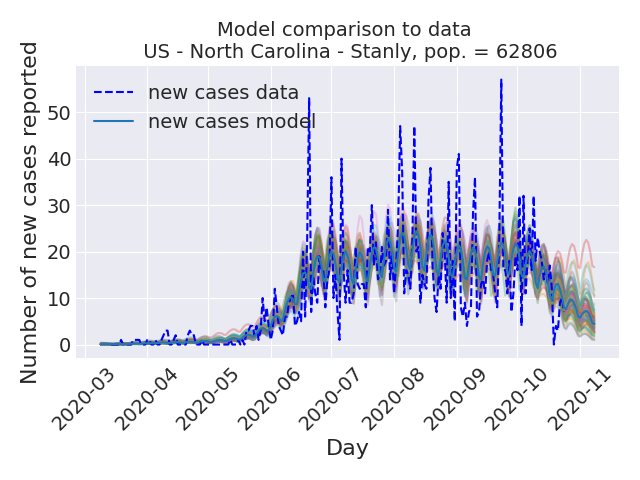 Model comparison to data
US - North Carolina - Stanly, pop. = 62806
Number of new cases reported
50
40
30
20
10
0
new cases data
new cases model
2020-03
2020-04
2020-05
2020-06
2020-07
2020-08
2020-09
2020-10
2020-11
Day